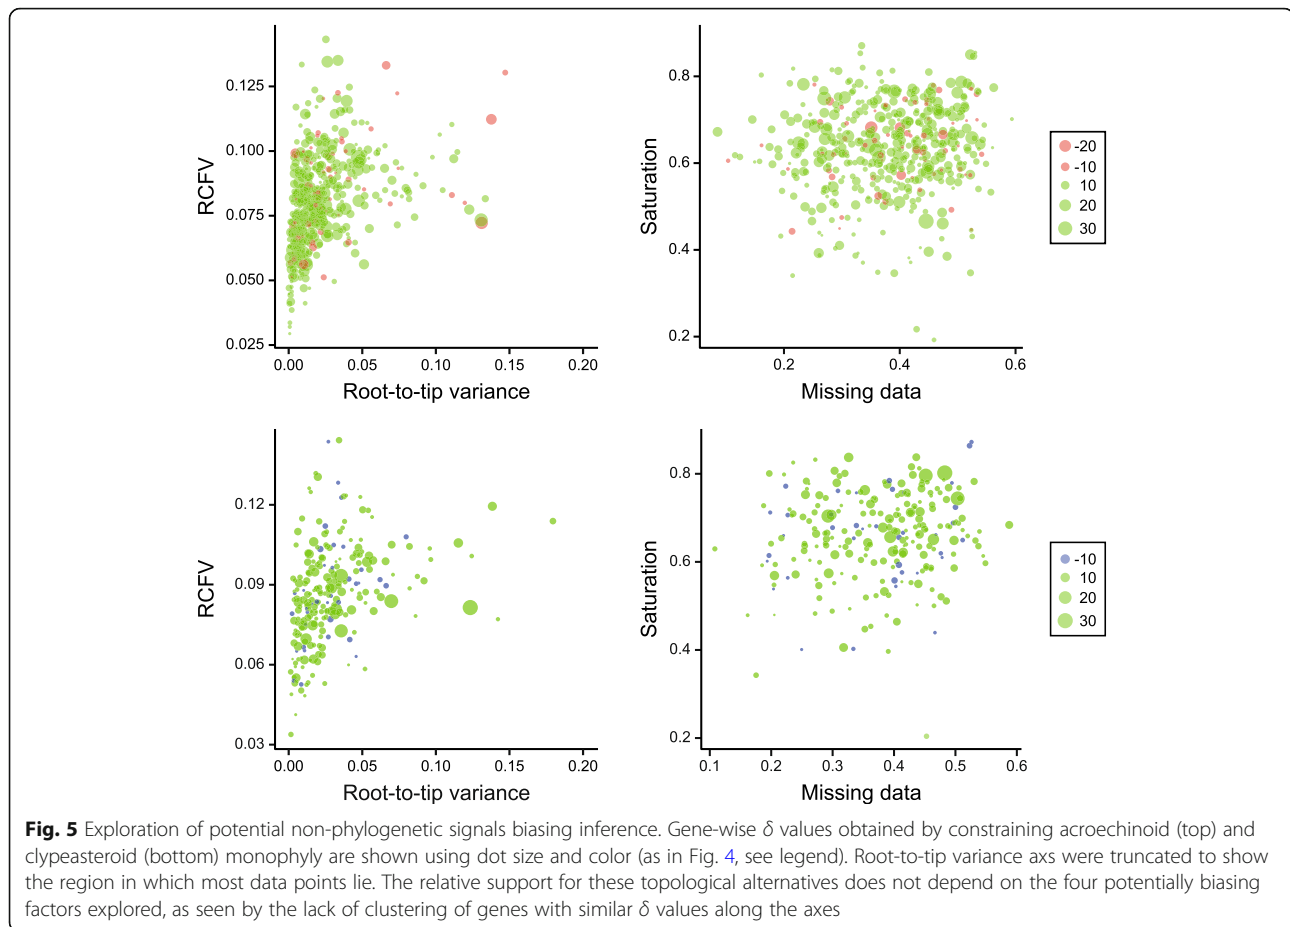 RCFV
0.125
0.100
0.075
0.050
0.025
0.00 0.05 0.10 0.15 0.20
Root-to-tip variance
Saturation
0.8
0.6
0.4
0.2
0.2 0.4 0.6
Missing data
-20
-10
10
20
30
RCFV
0.12
0.09
0.06
0.03
0.00 0.05 0.10 0.15 0.20
Root-to-tip variance
Saturation
0.8
0.6
0.4
0.2
0.1 0.2 0.3 0.4 0.5 0.6
Missing data
-10
10
20
30
Fig. 5 Exploration of potential non-phylogenetic signals biasing inference. Gene-wise δ values obtained by constraining acroechinoid (top) and
clypeasteroid (bottom) monophyly are shown using dot size and color (as in Fig. 4, see legend). Root-to-tip variance axs were truncated to show
the region in which most data points lie. The relative support for these topological alternatives does not depend on the four potentially biasing
factors explored, as seen by the lack of clustering of genes with similar δ values along the axes